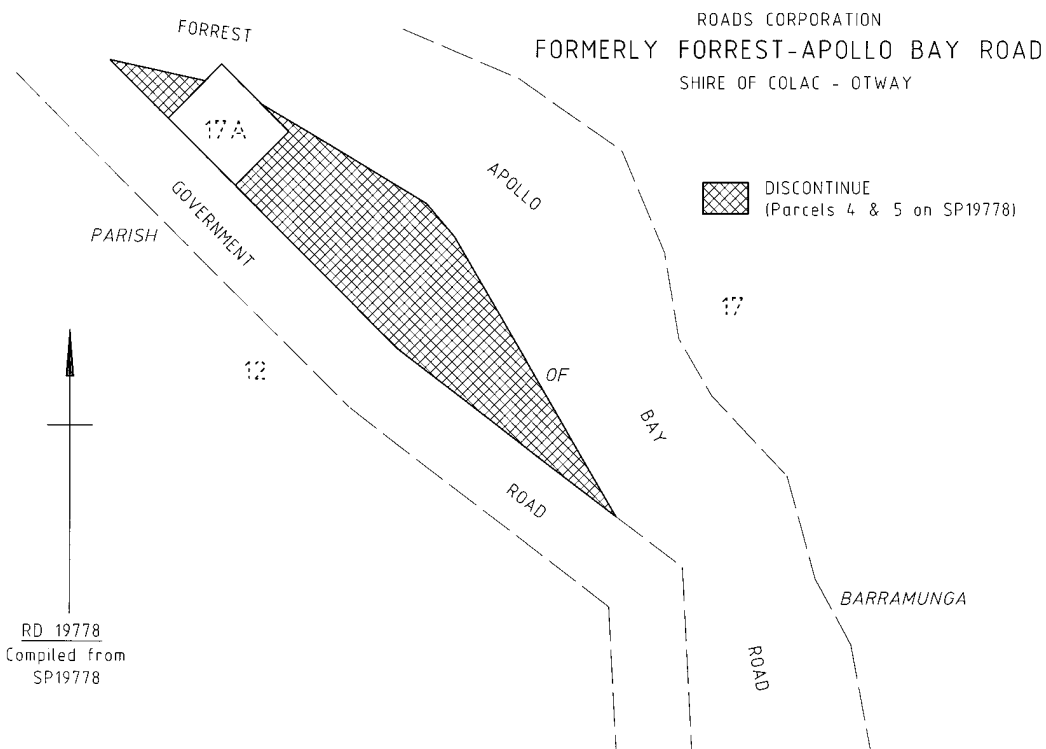 ROADS CORPORATION
FORMERLY FORREST-APOLLO BAY ROAD
SHIRE OF COLAC - OTWAY
FORREST
17A
APOLLO
DISCONTINUE
(Parcels 4 & 5 on SP19778)
GOVERNMENT
PARISH
17
12
OF
BAY
ROAD
BARRAMUNGA
ROAD
RD 19778
Compiled from
SP19778